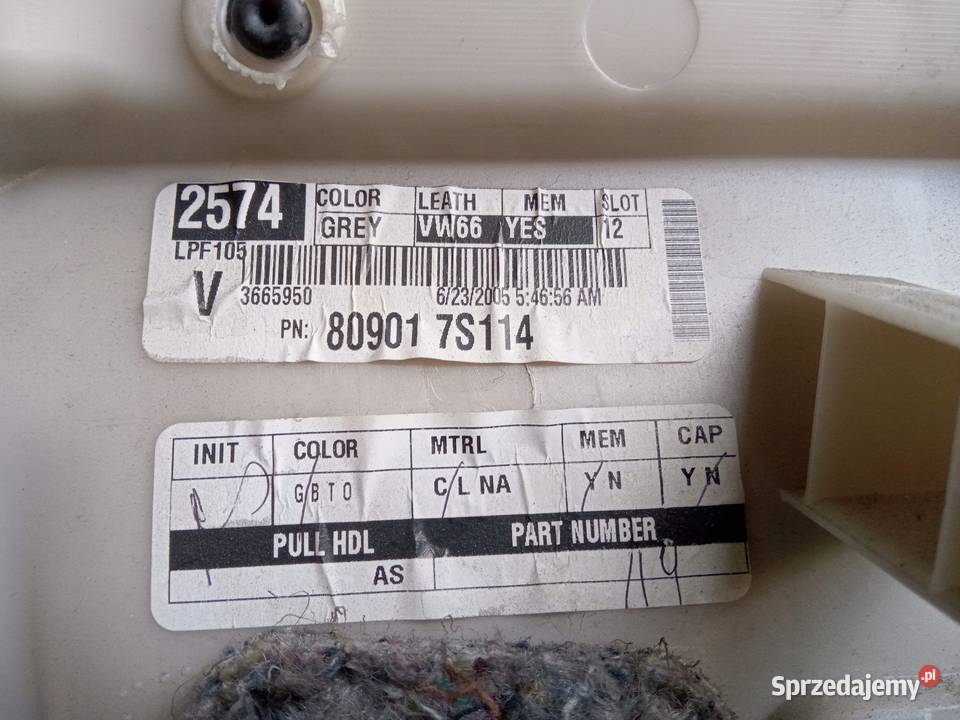 2574 COLOR LEATH MEM SLOT
GREY VW66 YES 12
LPF105
V 3665950 6/23/2005 5:46:56 AM
PN: 80901 7S114
INIT COLOR MTRL MEM CAP
G B T O C L NA Y N Y N
PULL HDL PART NUMBER
AS 119
Sprzedajemy.pl